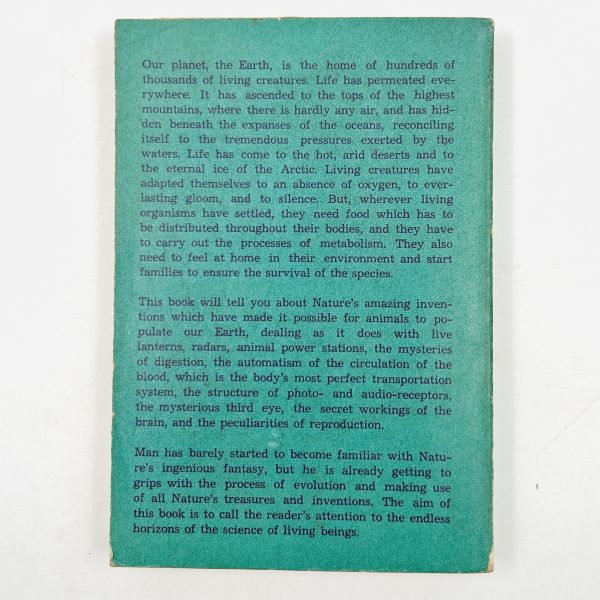 Our planet, the Earth, is the home of hundreds of
thousands of living creatures. Life has permeated eve-
rywhere. It has ascended to the tops of the highest
mountains, where there is hardly any air, and has hid-
den beneath the expanses of the oceans, reconciling
itself to the tremendous pressures exerted by the
waters. Life has come to the hot, arid deserts and to
the eternal ice of the Arctic. Living creatures have
adapted themselves to an absence of oxygen, to ever-
lasting gloom, and to silence. But, wherever living
organisms have settled, they need food which has to
be distributed throughout their bodies, and they have
to carry out the processes of metabolism. They also
need to feel at home in their environment and start
families to ensure the survival of the species.
This book will tell you about Nature's amazing inven-
tions which have made it possible for animals to po-
pulate our Earth, dealing as it does with live
lanterns, radars, animal power stations, the mysteries
of digestion, the automatism of the circulation of the
blood, which is the body's most perfect transportation
system, the structure of photo- and audio-receptors,
the mysterious third eye, the secret workings of the
brain, and the peculiarities of reproduction.
Man has barely started to become familiar with Natu-
re's ingenious fantasy, but he is already getting to
grips with the process of evolution and making use
of all Nature's treasures and inventions. The aim of
this book is to call the reader's attention to the endless
horizons of the science of living beings.